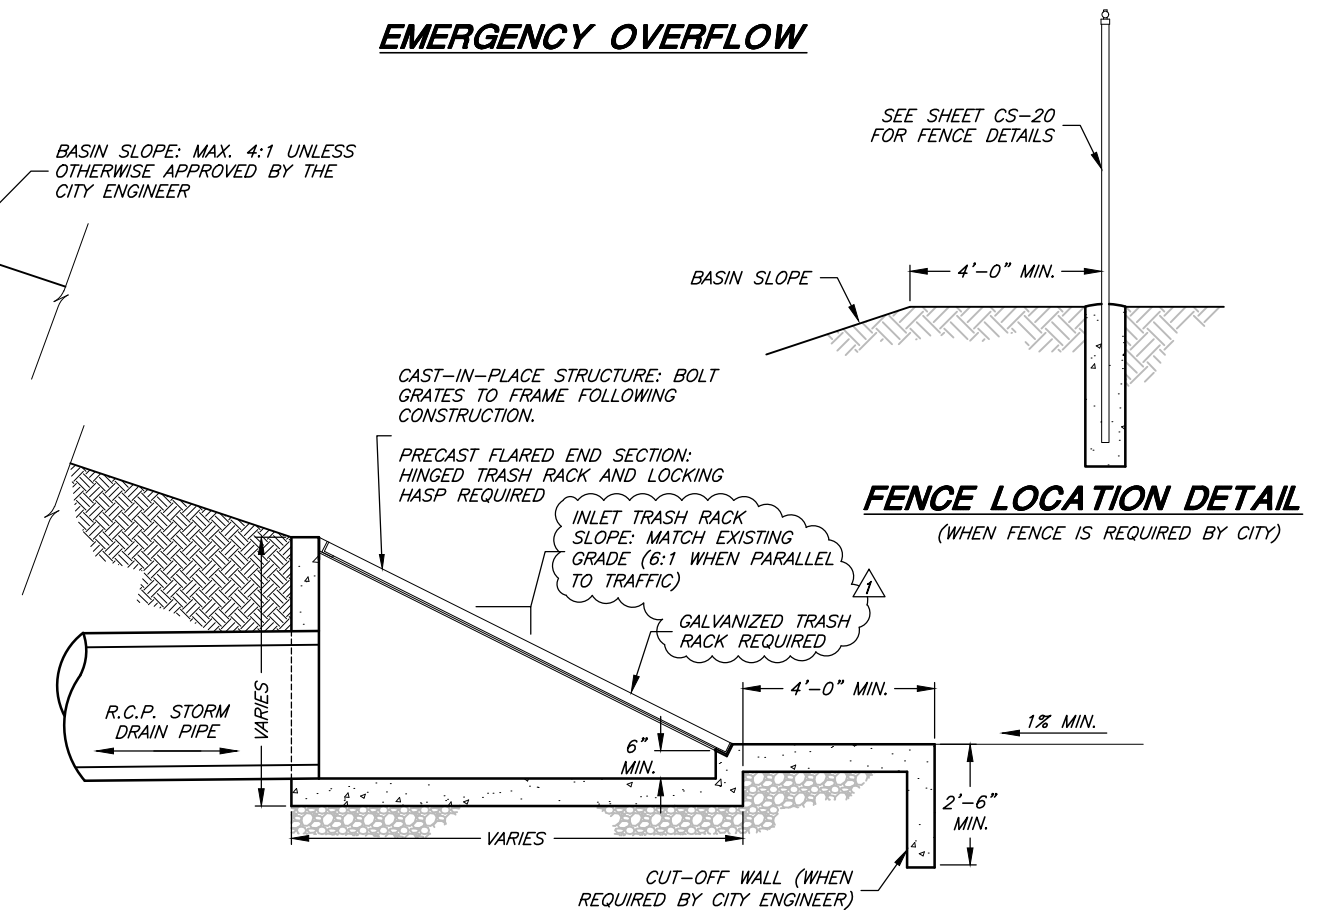 EMERGENCY OVERFLOW
SEE SHEET CS-20
FOR FENCE DETAILS
BASIN SLOPE: MAX. 4:1 UNLESS
OTHERWISE APPROVED BY THE
CITY ENGINEER
BASIN SLOPE
4'-0" MIN.
CAST-IN-PLACE STRUCTURE: BOLT
GRATES TO FRAME FOLLOWING
CONSTRUCTION.
PRECAST FLARED END SECTION:
HINGED TRASH RACK AND LOCKING
HASP REQUIRED
FENCE LOCATION DETAIL
(WHEN FENCE IS REQUIRED BY CITY)
INLET TRASH RACK
SLOPE: MATCH EXISTING
GRADE (6:1 WHEN PARALLEL
TO TRAFFIC)
1
GALVANIZED TRASH
RACK REQUIRED
4'-0" MIN.
1% MIN.
R.C.P. STORM
DRAIN PIPE
VARIES
6"
MIN.
2'-6"
MIN.
VARIES
CUT-OFF WALL (WHEN
REQUIRED BY CITY ENGINEER)